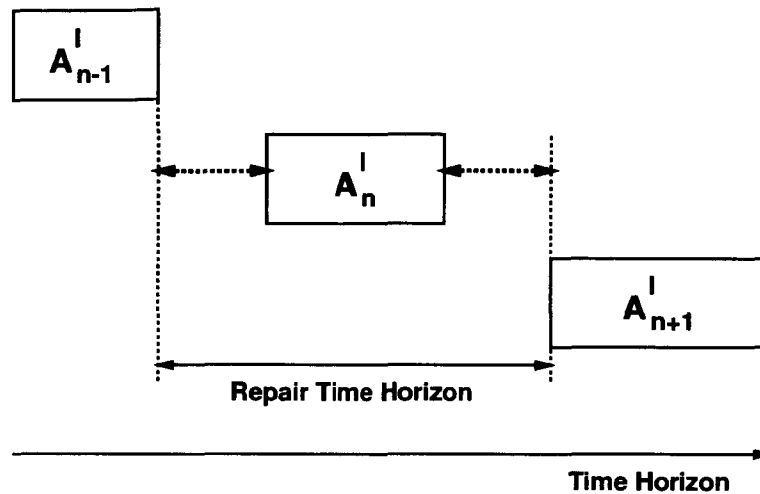 A^l_{n-1}
A^l_n
A^l_{n+1}
Repair Time Horizon
Time Horizon